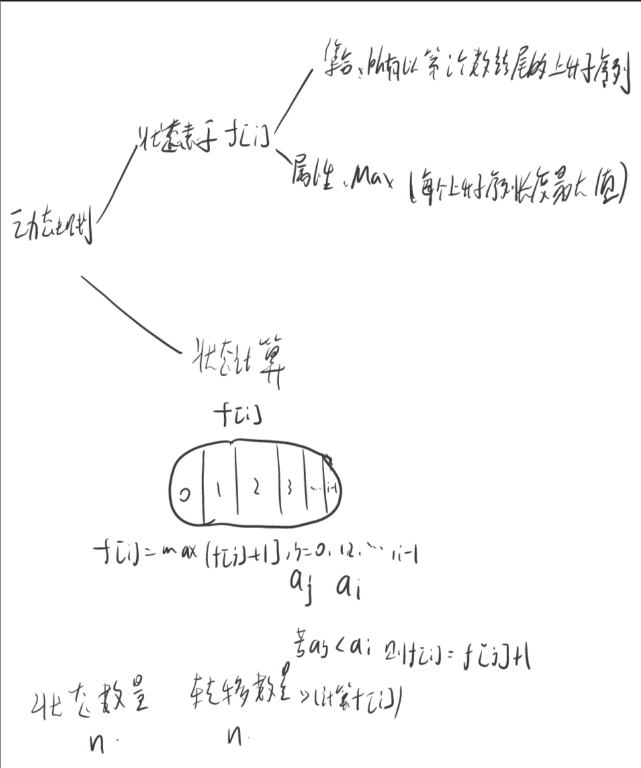 集合、所有以第i个数结尾的上升子序列
状态表示 f[i]
属性、Max (每个上升子序列长度最大值)
动态规划
状态计算
f[i]
0 1 2 3 … i-1
f[i]=max(f[j]+1), j=0,1,2,…,i-1
aj ai
若aj<ai 则f[i]=f[j]+1
状态数量 转移数量 >(计算f[i])
n. n.